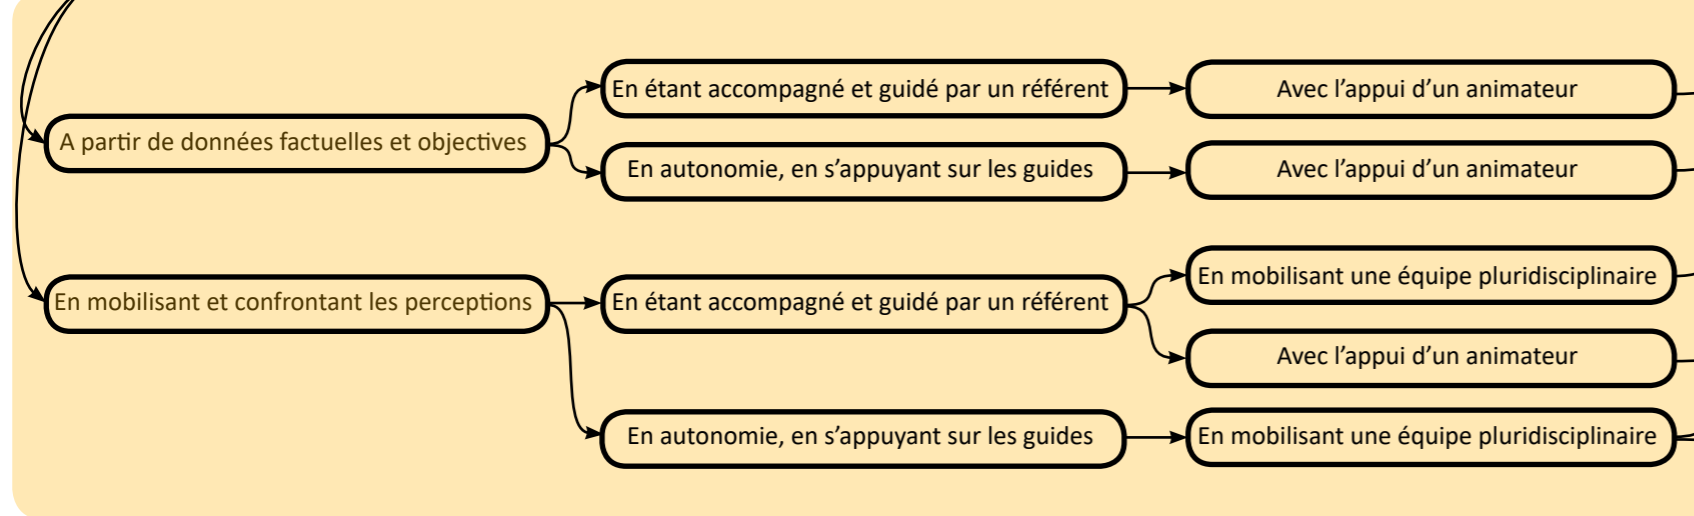 A partir de données factuelles et objectives
En étant accompagné et guidé par un référent
Avec l’appui d’un animateur
En autonomie, en s’appuyant sur les guides
Avec l’appui d’un animateur
En mobilisant et confrontant les perceptions
En étant accompagné et guidé par un référent
En mobilisant une équipe pluridisciplinaire
Avec l’appui d’un animateur
En autonomie, en s’appuyant sur les guides
En mobilisant une équipe pluridisciplinaire